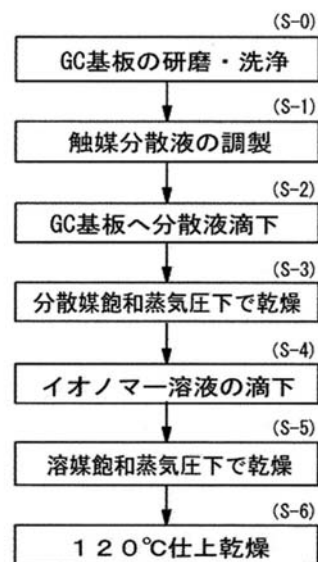 (S-0)
GC基板の研磨・洗浄
(S-1)
触媒分散液の調製
(S-2)
GC基板へ分散液滴下
(S-3)
分散媒飽和蒸気圧下で乾燥
(S-4)
イオノマー溶液の滴下
(S-5)
溶媒飽和蒸気圧下で乾燥
(S-6)
120℃仕上乾燥